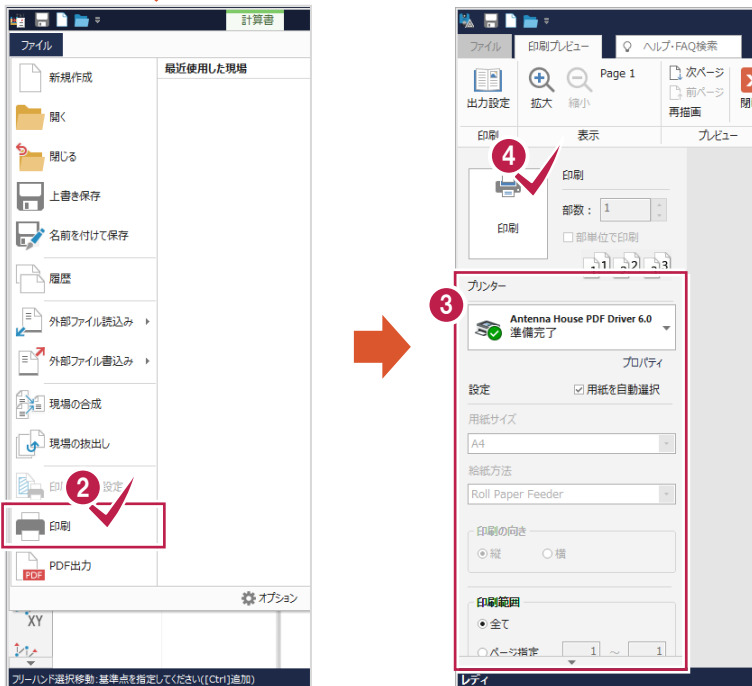 計算書
ファイル
新規作成
開く
閉じる
上書き保存
名前を付けて保存
履歴
外部ファイル読込み
外部ファイル書込み
現場の合成
現場の抜出し
設定
2
印刷
PDF
PDF出力
最近使用した現場
オプション
XY
フリーハンド選択移動:基準点を指定してください([Ctrl]追加)
ファイル
印刷プレビュー
ヘルプ・FAQ検索
出力設定
拡大
縮小
Page 1
次ページ
前ページ
再描画
印刷
表示
プレビュー
4
印刷
印刷
部数：
1
部単位で印刷
1
2
3
3
プリンター
Antenna House PDF Driver 6.0
準備完了
プロパティ
設定
用紙を自動選択
用紙サイズ
A4
給紙方法
Roll Paper Feeder
印刷の向き
縦
横
印刷範囲
全て
ページ指定
1 ～ 1
レディ